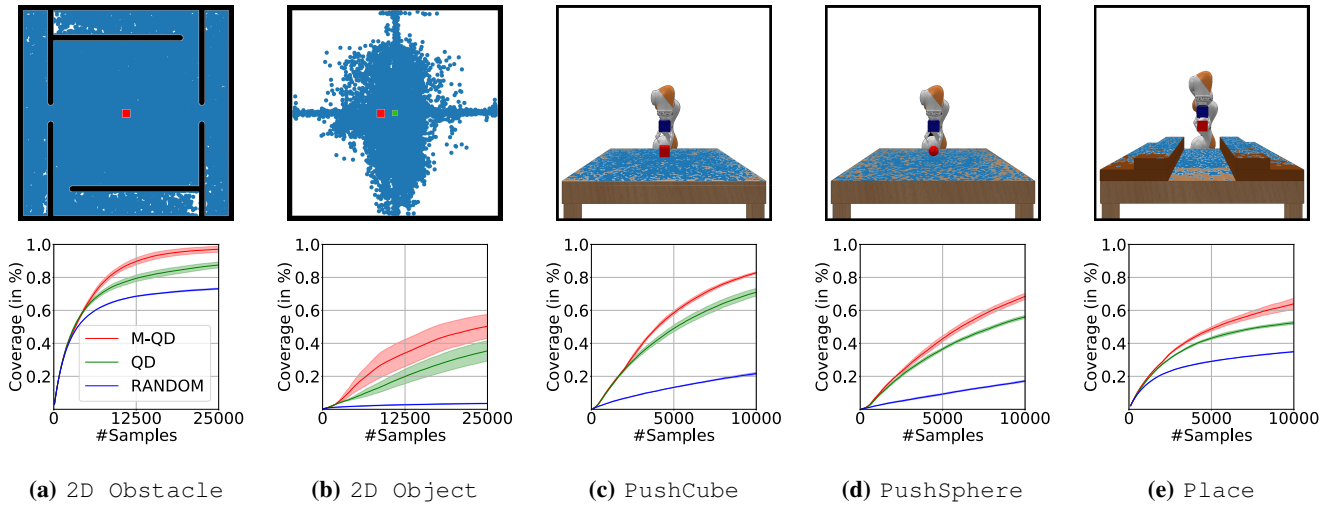 1.0
0.8
0.6
0.4
0.2
Coverage (in %)
M-QD
QD
RANDOM
0
12500
25000
#Samples
1.0
0.8
0.6
0.4
0.2
Coverage (in %)
0
12500
25000
#Samples
1.0
0.8
0.6
0.4
0.2
Coverage (in %)
0
5000
10000
#Samples
1.0
0.8
0.6
0.4
0.2
Coverage (in %)
0
5000
10000
#Samples
1.0
0.8
0.6
0.4
0.2
Coverage (in %)
0
5000
10000
#Samples
(a) 2D Obstacle
(b) 2D Object
(c) PushCube
(d) PushSphere
(e) Place